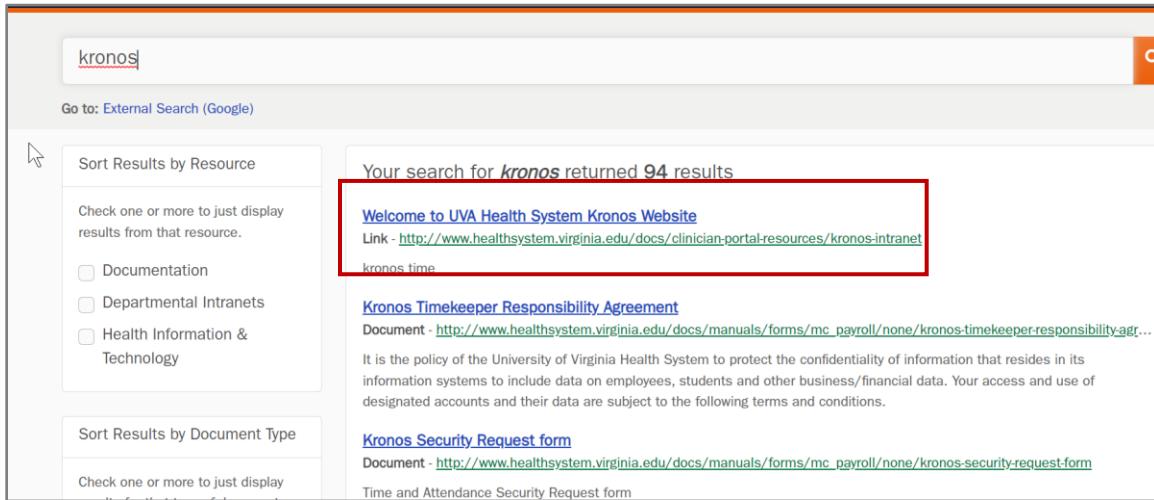 kronos
Go to: External Search (Google)
Sort Results by Resource
Check one or more to just display
results from that resource.
Documentation
Departmental Intranets
Health Information &
Technology
Sort Results by Document Type
Check one or more to just display
Your search for kronos returned 94 results
Welcome to UVA Health System Kronos Website
Link - http://www.healthsystem.virginia.edu/docs/clinician-portal-resources/kronos-intranet
kronos time
Kronos Timekeeper Responsibility Agreement
Document - http://www.healthsystem.virginia.edu/docs/manuals/forms/mc_payroll/none/kronos-timekeeper-responsibility-agr...
It is the policy of the University of Virginia Health System to protect the confidentiality of information that resides in its
information systems to include data on employees, students and other business/financial data. Your access and use of
designated accounts and their data are subject to the following terms and conditions.
Kronos Security Request form
Document - http://www.healthsystem.virginia.edu/docs/manuals/forms/mc_payroll/none/kronos-security-request-form
Time and Attendance Security Request form